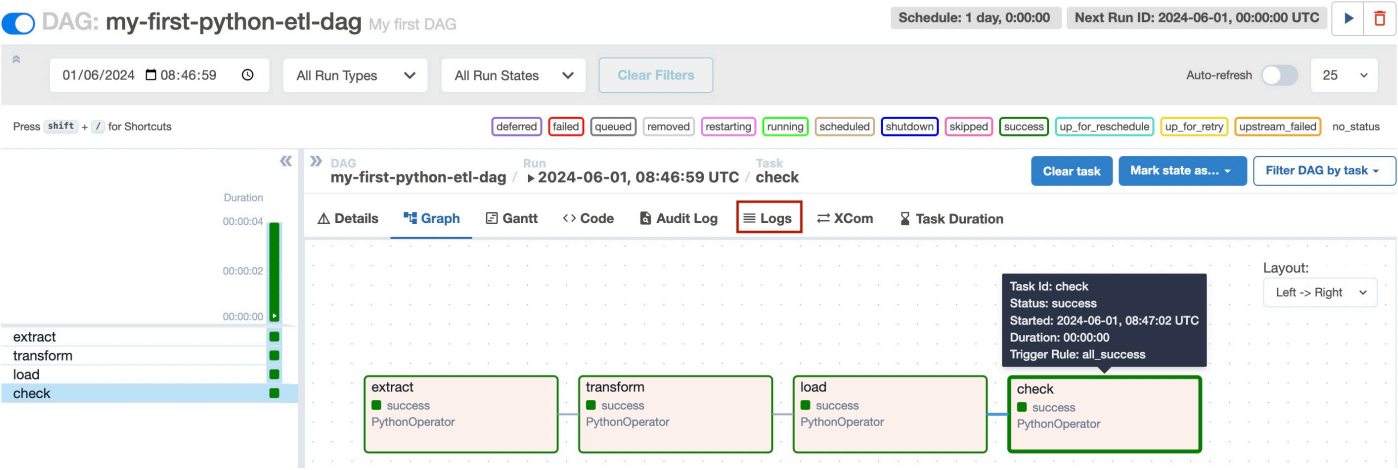 DAG: my-first-python-etl-dag My first DAG
Schedule: 1 day, 0:00:00 Next Run ID: 2024-06-01, 00:00:00 UTC
01/06/2024 08:46:59 All Run Types All Run States Clear Filters Auto-refresh 25
Press shift + / for Shortcuts deferred failed queued removed restarting running scheduled shutdown skipped success up_for_reschedule up_for_retry upstream_failed no_status
DAG Run Task
my-first-python-etl-dag / 2024-06-01, 08:46:59 UTC / check
Clear task Mark state as... Filter DAG by task
Duration
00:00:04
00:00:02
00:00:00
extract
transform
load
check
Details Graph Gantt <> Code Audit Log Logs XCom Task Duration
Layout:
Left -> Right
Task Id: check
Status: success
Started: 2024-06-01, 08:47:02 UTC
Duration: 00:00:00
Trigger Rule: all_success
extract
success
PythonOperator
transform
success
PythonOperator
load
success
PythonOperator
check
success
PythonOperator